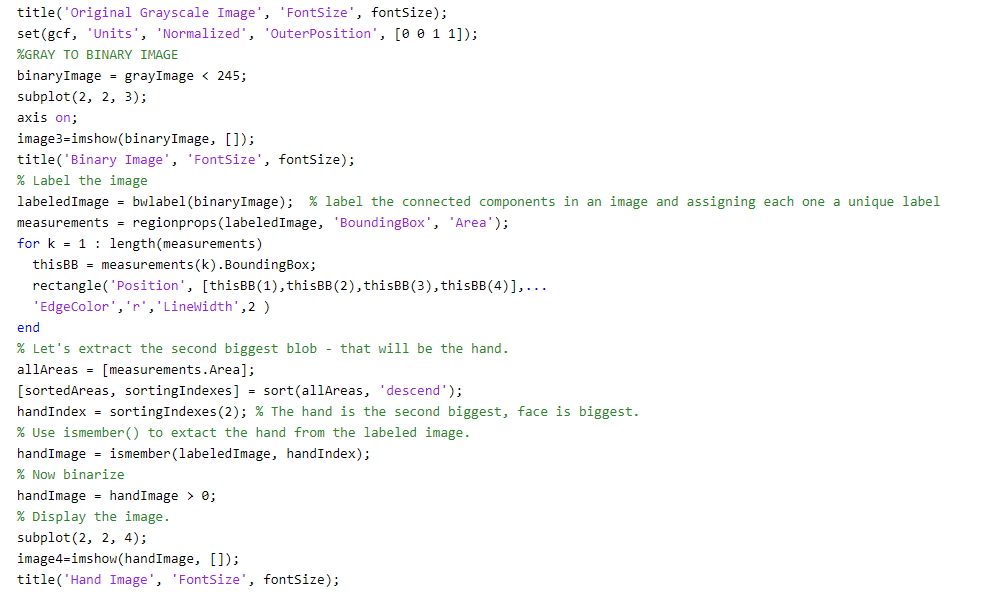 title('Original Grayscale Image', 'FontSize', fontSize);
set(gcf, 'Units', 'Normalized', 'OuterPosition', [0 0 1 1]);
%GRAY TO BINARY IMAGE
binaryImage = grayImage < 245;
subplot(2, 2, 3);
axis on;
image3=imshow(binaryImage, []);
title('Binary Image', 'FontSize', fontSize);
% Label the image
labeledImage = bwlabel(binaryImage);  % label the connected components in an image and assigning each one a unique label
measurements = regionprops(labeledImage, 'BoundingBox', 'Area');
for k = 1 : length(measurements)
  thisBB = measurements(k).BoundingBox;
  rectangle('Position', [thisBB(1),thisBB(2),thisBB(3),thisBB(4)],...
  'EdgeColor','r','LineWidth',2 )
end
% Let's extract the second biggest blob - that will be the hand.
allAreas = [measurements.Area];
[sortedAreas, sortingIndexes] = sort(allAreas, 'descend');
handIndex = sortingIndexes(2); % The hand is the second biggest, face is biggest.
% Use ismember() to extact the hand from the labeled image.
handImage = ismember(labeledImage, handIndex);
% Now binarize
handImage = handImage > 0;
% Display the image.
subplot(2, 2, 4);
image4=imshow(handImage, []);
title('Hand Image', 'FontSize', fontSize);